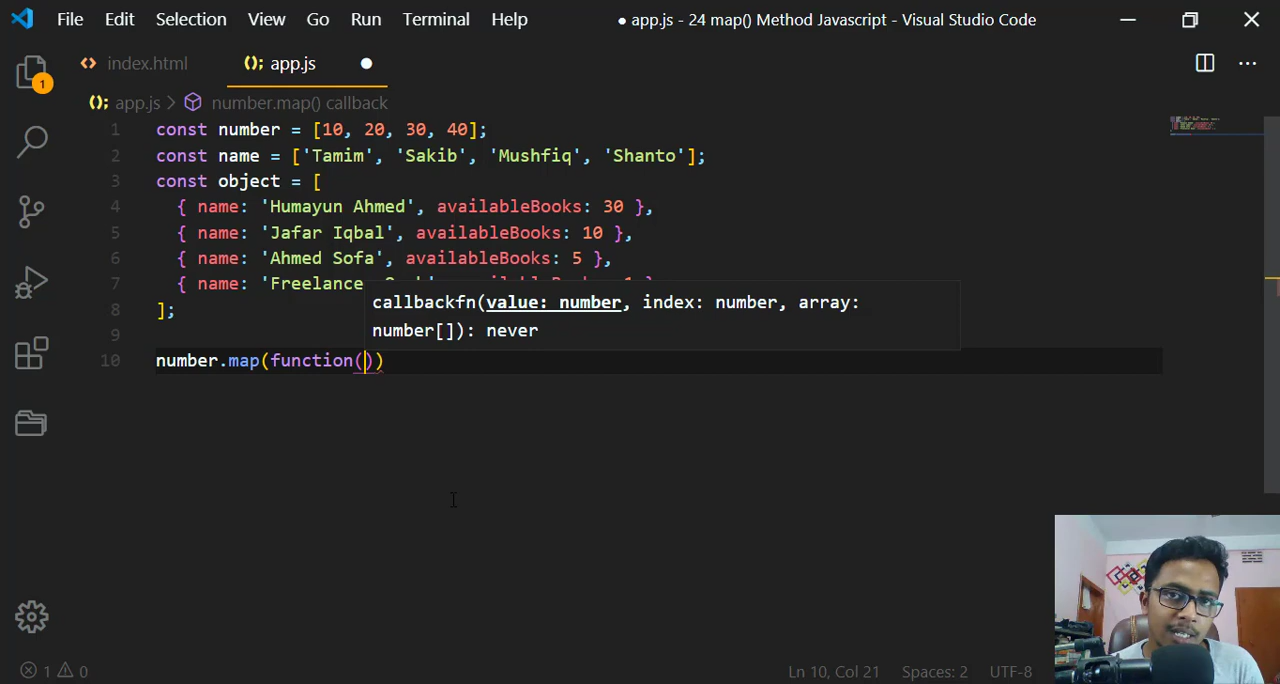 File Edit Selection View Go Run Terminal Help ● app.js - 24 map() Method Javascript - Visual Studio Code
index.html app.js
1
app.js > number.map() callback
1 const number = [10, 20, 30, 40];
2 const name = ['Tamim', 'Sakib', 'Mushfiq', 'Shanto'];
3 const object = [
4 { name: 'Humayun Ahmed', availableBooks: 30 },
5 { name: 'Jafar Iqbal', availableBooks: 10 },
6 { name: 'Ahmed Sofa', availableBooks: 5 },
7 { name: 'Freelance
8 ];
callbackfn(value: number, index: number, array:
number[]): never
9
10 number.map(function())
1 0 Ln 10, Col 21 Spaces: 2 UTF-8